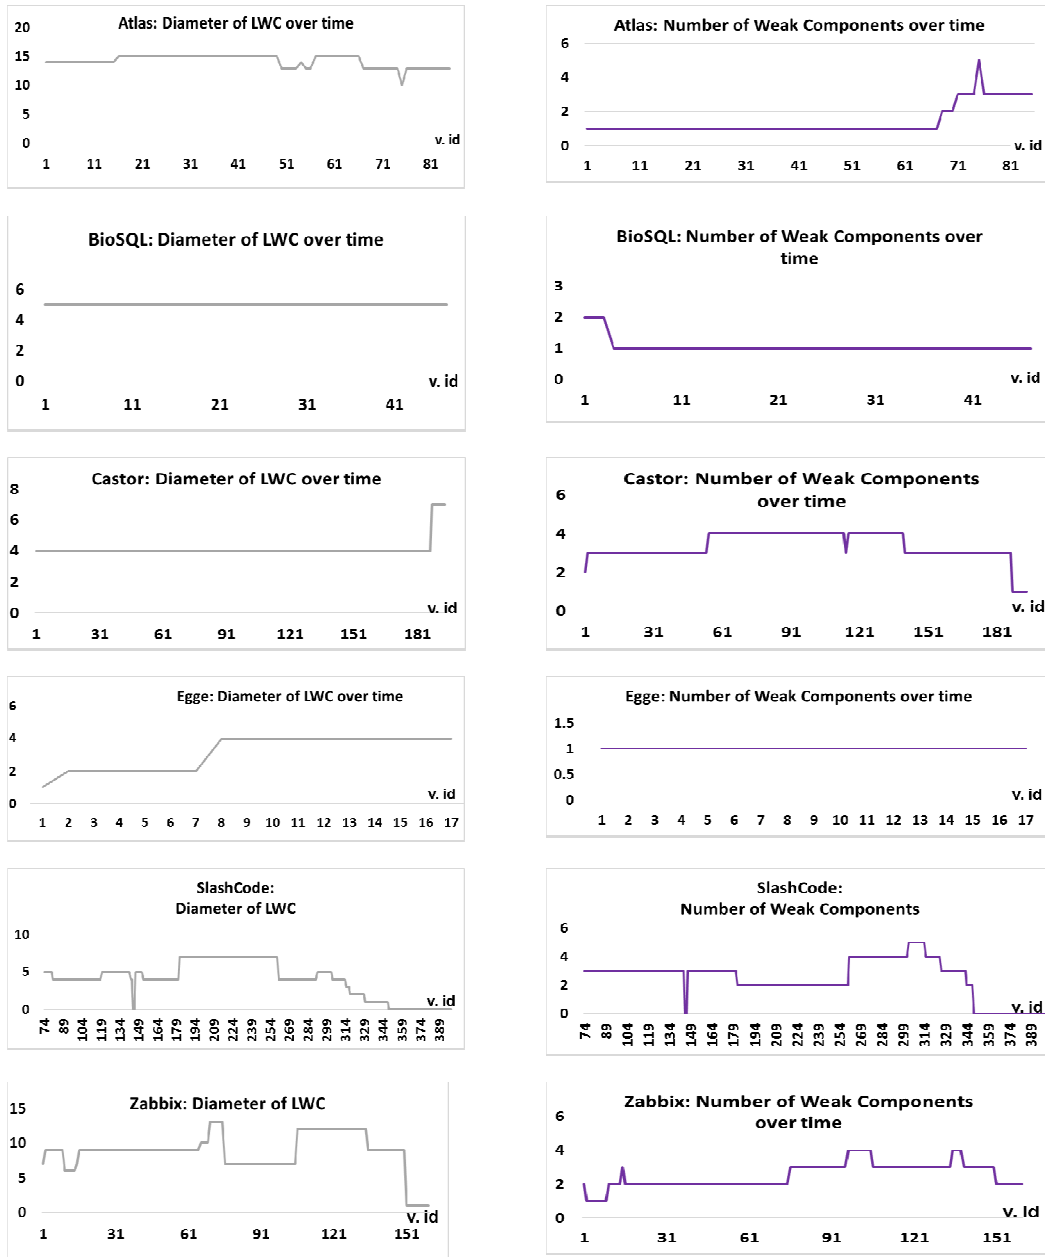 Atlas: Diameter of LWC over time
20
15
10
5
0
v. id
1 11 21 31 41 51 61 71 81
Atlas: Number of Weak Components over time
6
4
2
0
v. id
1 11 21 31 41 51 61 71 81
BioSQL: Diameter of LWC over time
6
4
2
0
v. id
1 11 21 31 41
BioSQL: Number of Weak Components over
time
3
2
1
0
v. id
1 11 21 31 41
Castor: Diameter of LWC over time
8
6
4
2
0
v. id
1 31 61 91 121 151 181
Castor: Number of Weak Components
over time
6
4
2
0
v. id
1 31 61 91 121 151 181
Egge: Diameter of LWC over time
6
4
2
0
v. id
1 2 3 4 5 6 7 8 9 10 11 12 13 14 15 16 17
Egge: Number of Weak Components over time
1.5
1
0.5
0
v. id
1 2 3 4 5 6 7 8 9 10 11 12 13 14 15 16 17
SlashCode:
Diameter of LWC
10
5
0
v. id
74 89 104 119 134 149 164 179 194 209 224 239 254 269 284 299 314 329 344 359 374 389
SlashCode:
Number of Weak Components
6
4
2
0
v. id
74 89 104 119 134 149 164 179 194 209 224 239 254 269 284 299 314 329 344 359 374 389
Zabbix: Diameter of LWC
15
10
5
0
v. id
1 31 61 91 121 151
Zabbix: Number of Weak Components
over time
6
4
2
0
v. Id
1 31 61 91 121 151